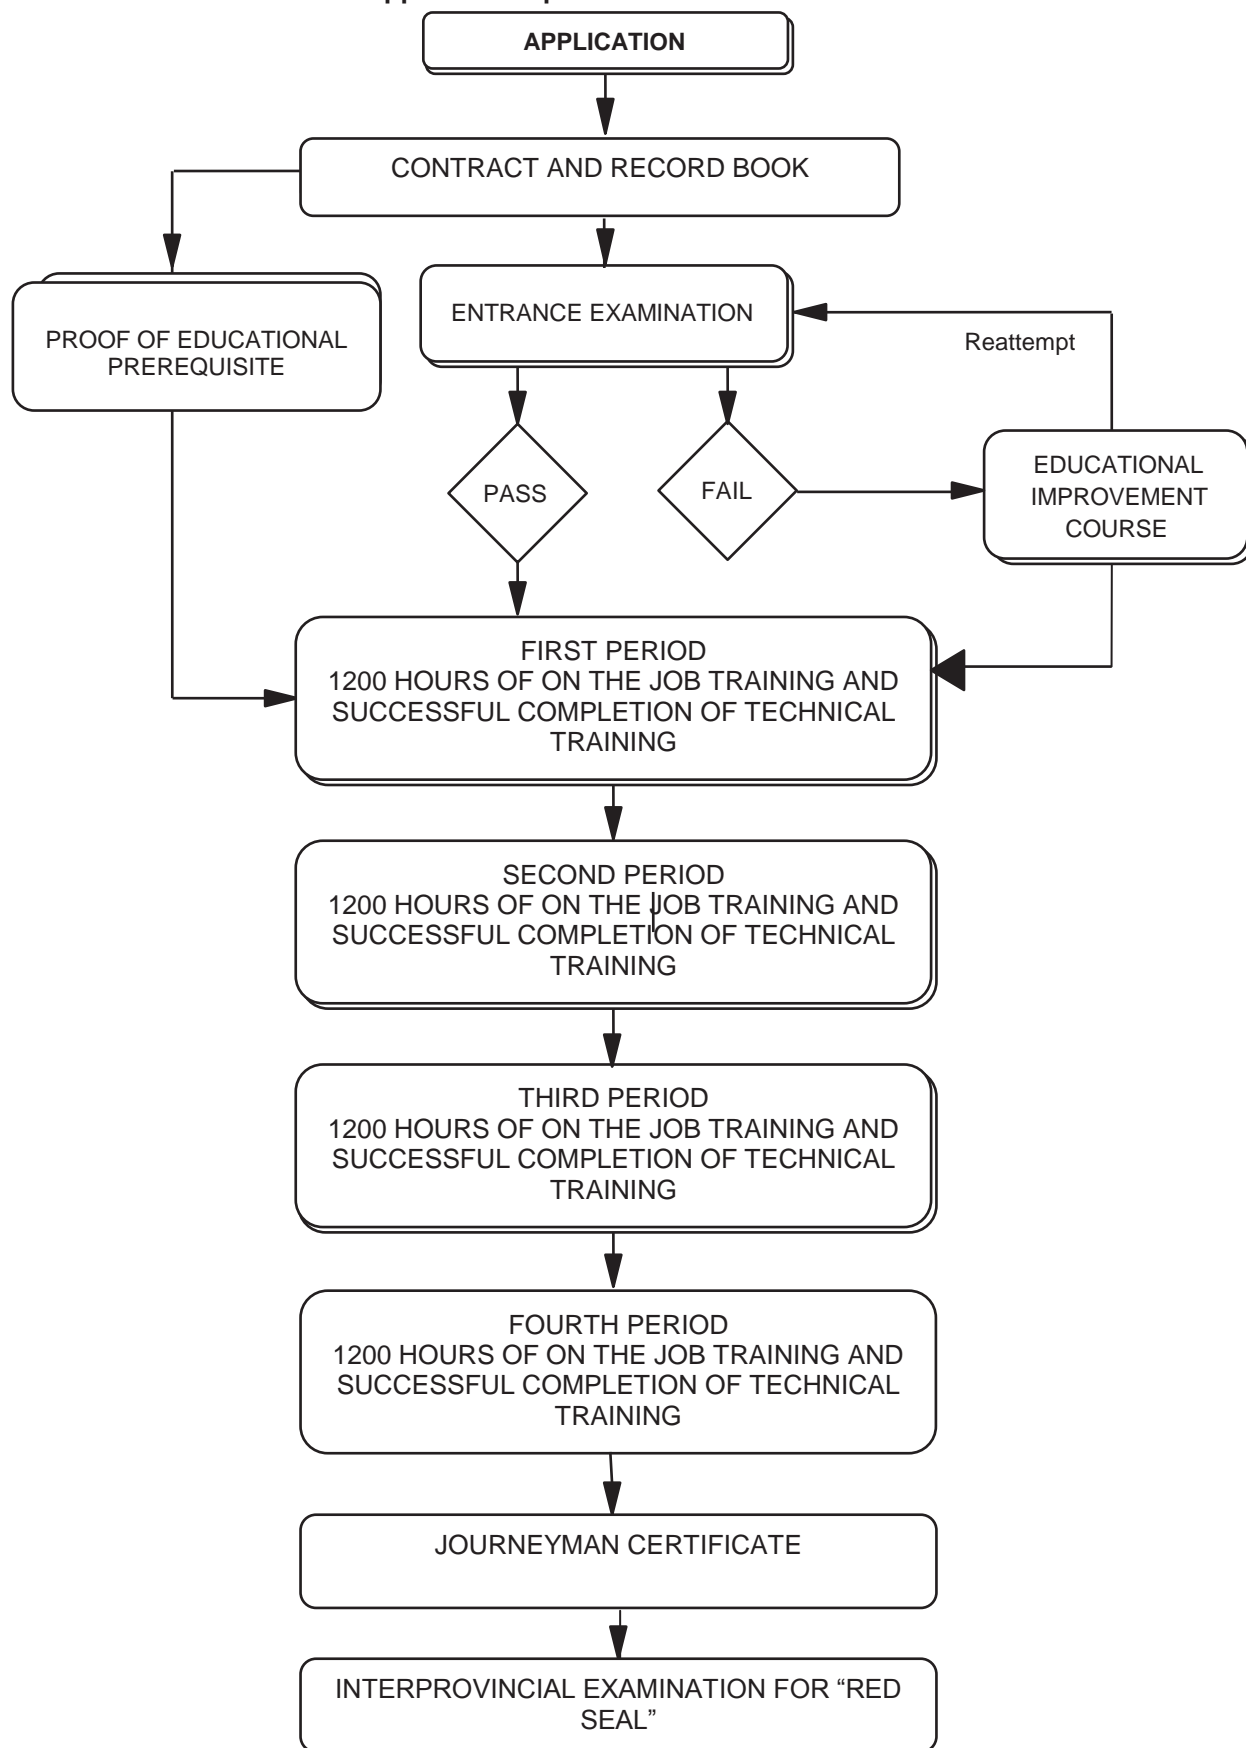 APPLICATION
CONTRACT AND RECORD BOOK
ENTRANCE EXAMINATION
Reattempt
PROOF OF EDUCATIONAL
PREREQUISITE
PASS
FAIL
EDUCATIONAL
IMPROVEMENT
COURSE
FIRST PERIOD
1200 HOURS OF ON THE JOB TRAINING AND
SUCCESSFUL COMPLETION OF TECHNICAL
TRAINING
SECOND PERIOD
1200 HOURS OF ON THE JOB TRAINING AND
SUCCESSFUL COMPLETION OF TECHNICAL
TRAINING
THIRD PERIOD
1200 HOURS OF ON THE JOB TRAINING AND
SUCCESSFUL COMPLETION OF TECHNICAL
TRAINING
FOURTH PERIOD
1200 HOURS OF ON THE JOB TRAINING AND
SUCCESSFUL COMPLETION OF TECHNICAL
TRAINING
JOURNEYMAN CERTIFICATE
INTERPROVINCIAL EXAMINATION FOR “RED
SEAL”